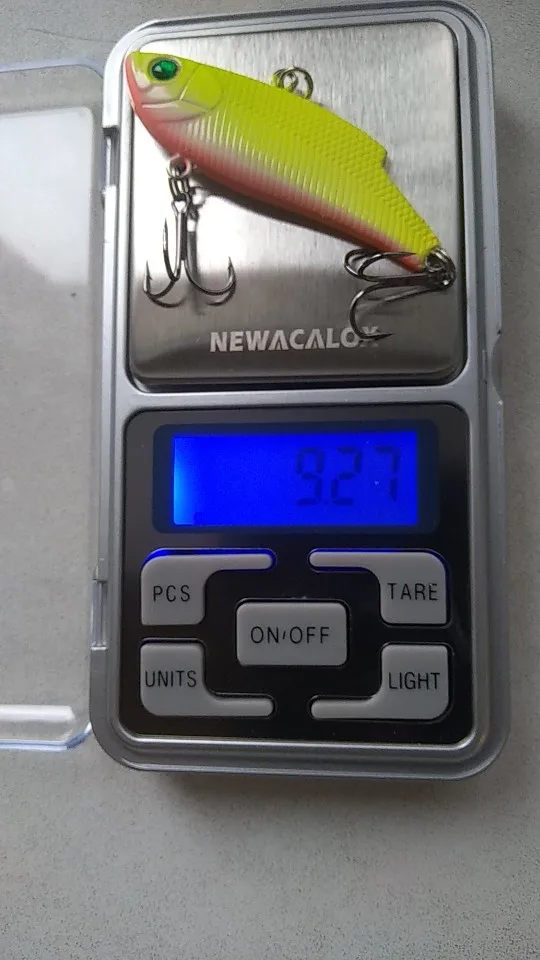 NEWACALOX
9.27
PCS
TARE
ON/OFF
UNITS
LIGHT